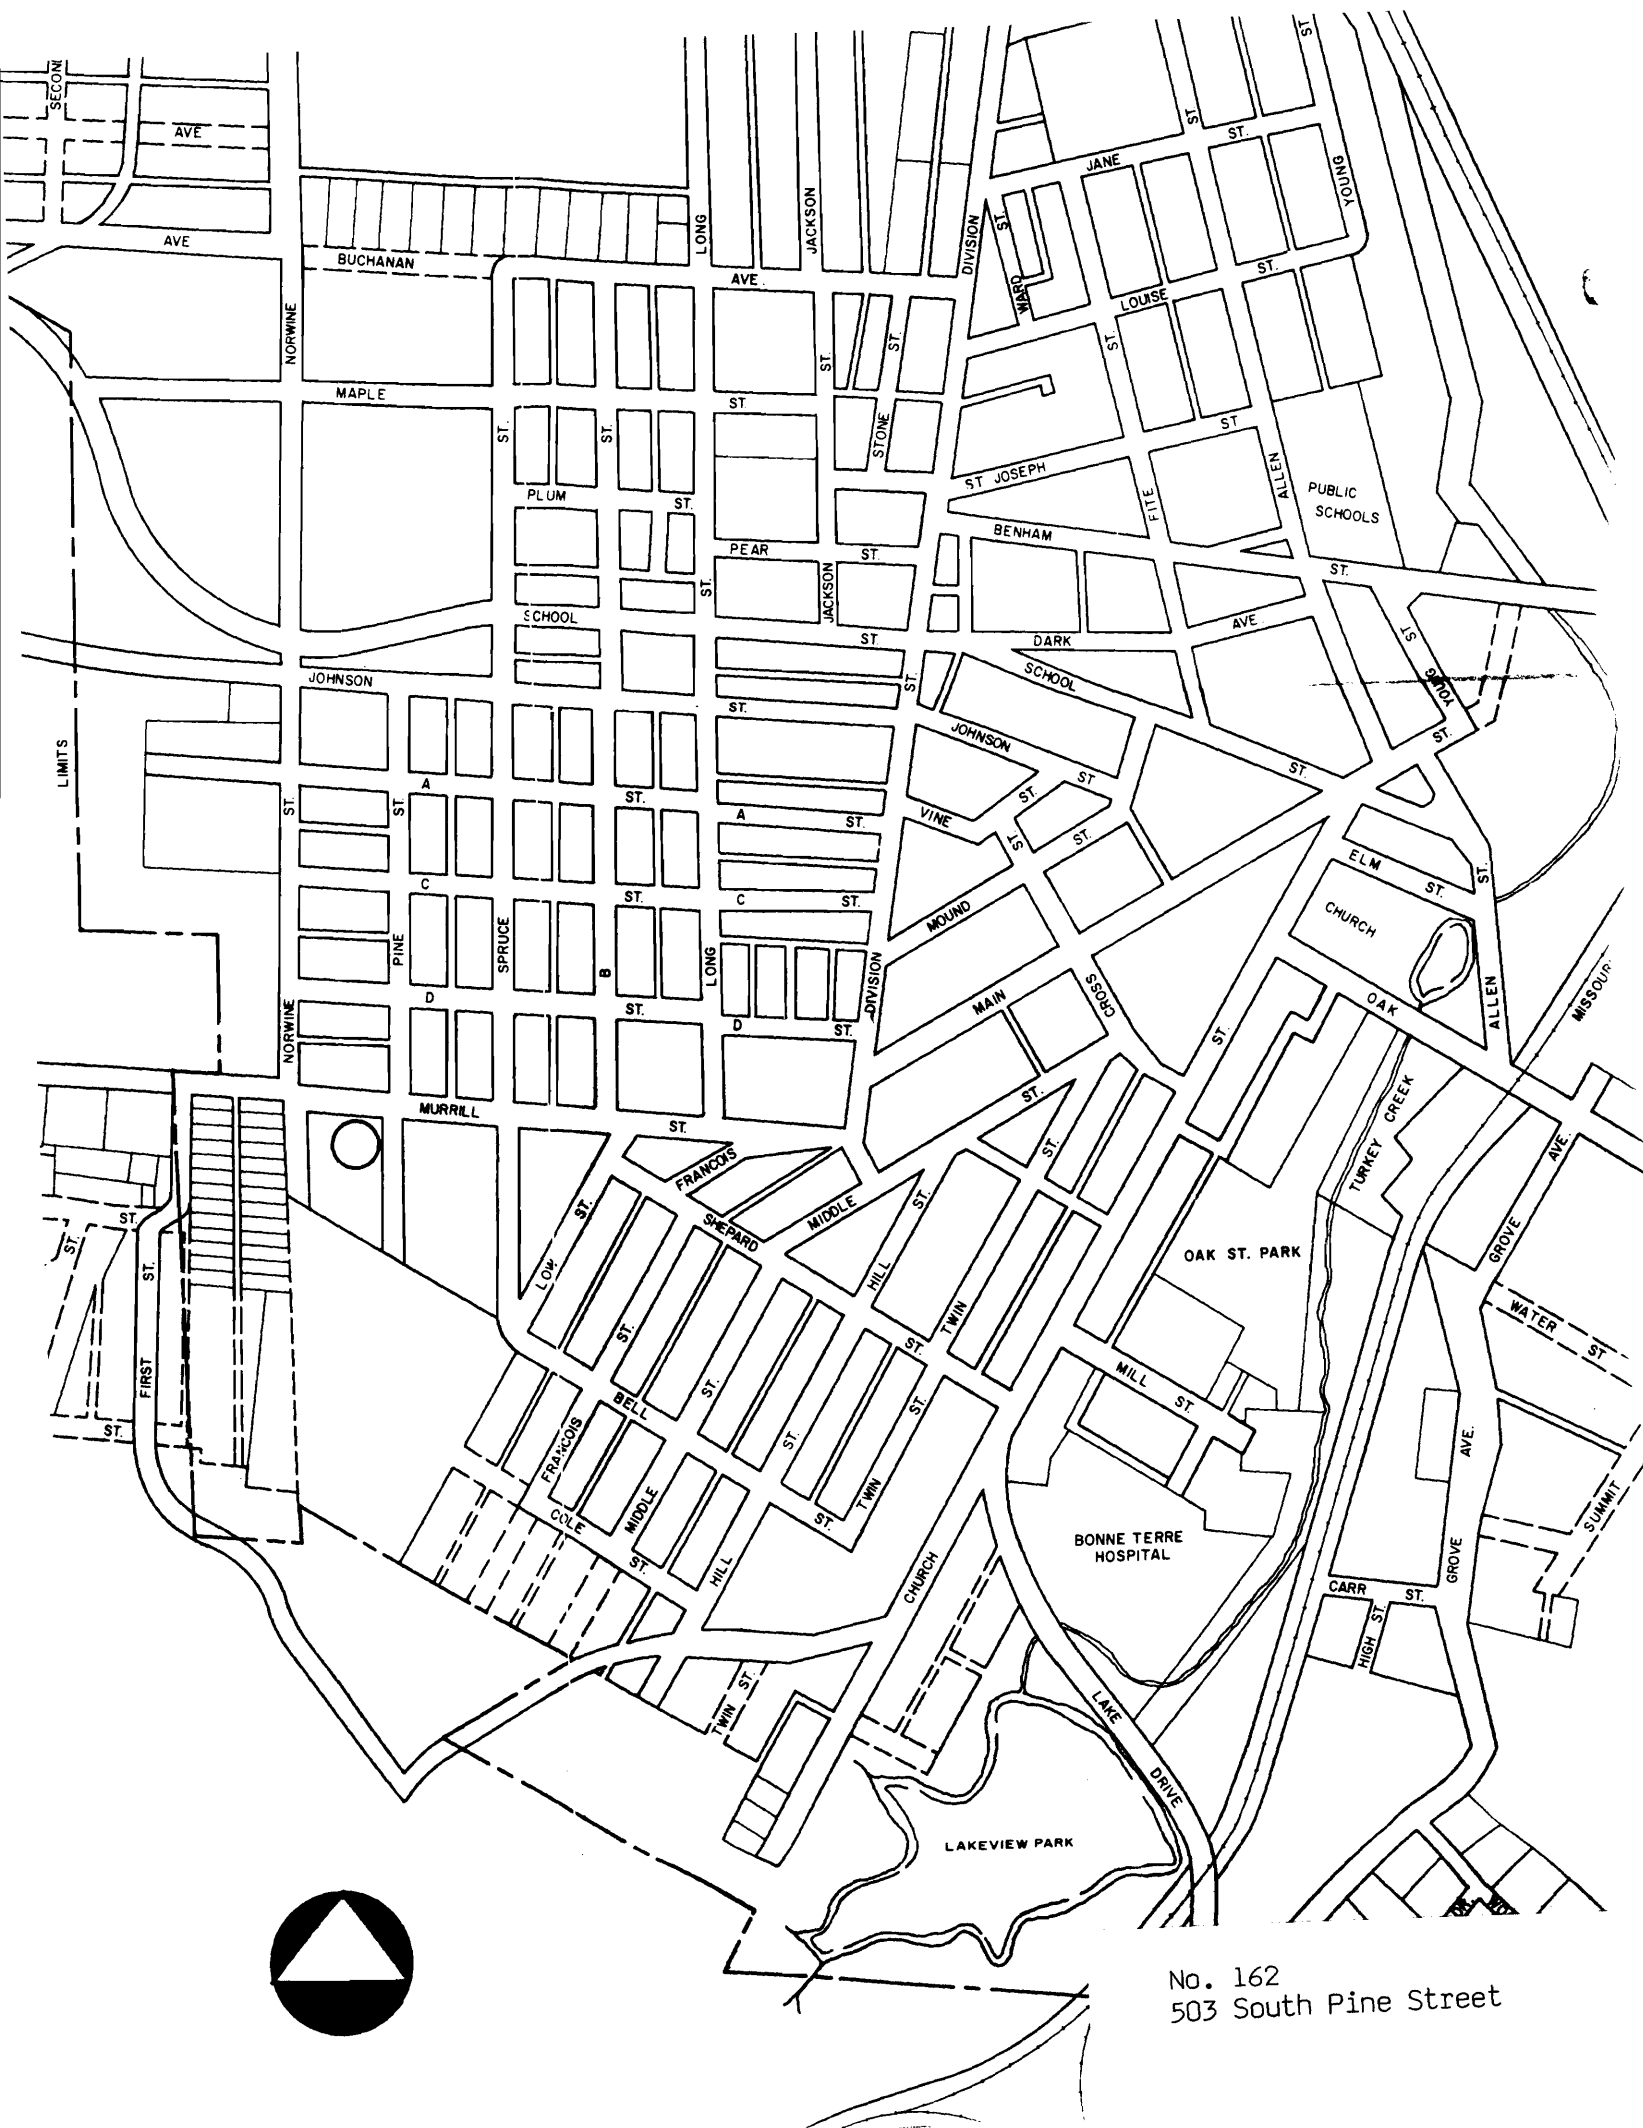 SECOND
ST
AVE
ST.
ST.
JANE
YOUNG
AVE
LONG
JACKSON
DIVISION
ST.
BUCHANAN
AVE.
WARD
LOUISE
ST.
NORWINE
ST.
ST.
ST.
MAPLE
ST.
ST.
ST.
STONE
ST
ST JOSEPH
ALLEN
PUBLIC
SCHOOLS
PLUM
ST.
FITE
BENHAM
PEAR
ST.
ST.
ST.
JACKSON
SCHOOL
ST.
DARK
AVE.
ST
JOHNSON
ST.
SCHOOL
YOUNG
ST.
JOHNSON
ST.
LIMITS
ST.
ST
A
ST.
ST.
ST.
A
ST.
VINE
ST.
ST.
ST.
ELM
ST.
ST.
C
ST.
C
ST.
MOUND
CHURCH
PINE
SPRUCE
B
LONG
DIVISION
CROSS
MISSOURI
D
ST.
D
ST.
MAIN
OAK
ALLEN
NORWINE
ST.
MURRILL
ST.
ST.
TURKEY CREEK
FRANCOIS
ST.
AVE.
ST.
ST.
ST.
SHEPARD
MIDDLE
ST.
GROVE
ST.
LOW
HILL
OAK ST. PARK
ST.
TWIN
WATER
ST
FIRST
ST.
ST.
MILL
ST.
BELL
ST.
ST.
ST.
FRANCOIS
ST.
AVE.
TWIN
SUMMIT
COLE
MIDDLE
ST.
BONNE TERRE
HOSPITAL
ST.
HILL
CHURCH
GROVE
CARR
ST.
HIGH ST.
TWIN
ST.
LAKE
DRIVE
LAKEVIEW PARK
No. 162
503 South Pine Street